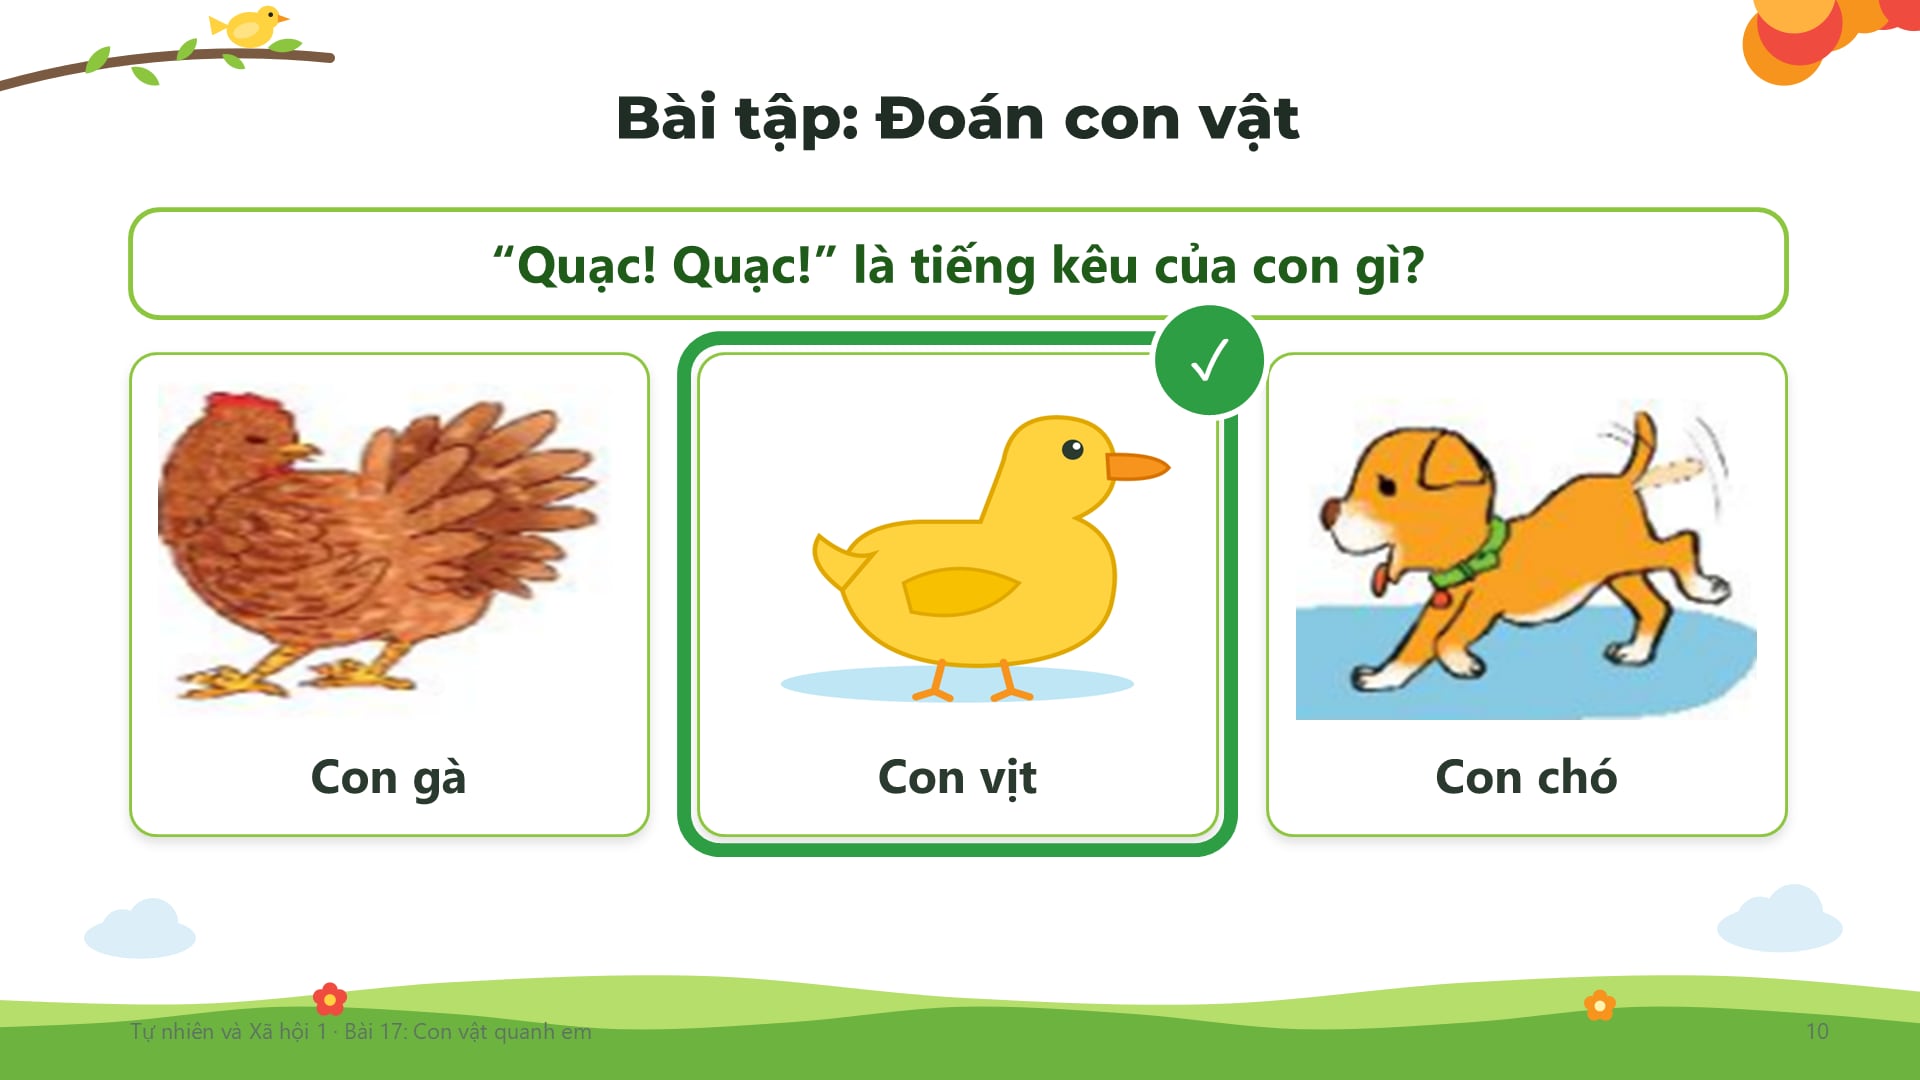 Bài tập: Đoán con vật
“Quạc! Quạc!” là tiếng kêu của con gì?
✓
Con gà
Con vịt
Con chó
Tự nhiên và Xã hội 1 · Bài 17: Con vật quanh em
10